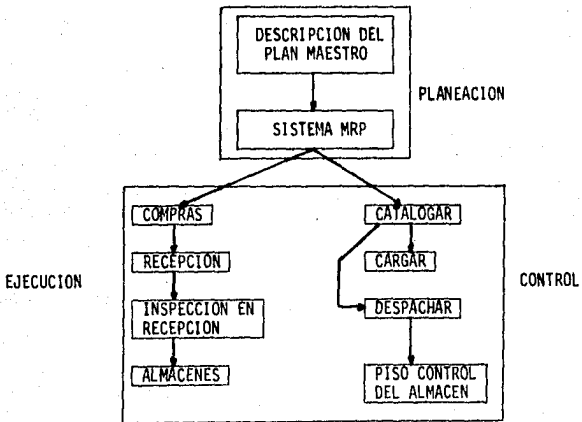 DESCRIPCION DEL
PLAN MAESTRO
PLANEACION
SISTEMA MRP
COMPRAS
CATALOGAR
RECEPCION
CARGAR
EJECUCION
CONTROL
INSPECCION EN
RECEPCION
DESPACHAR
ALMACENES
PISO CONTROL
DEL ALMACEN